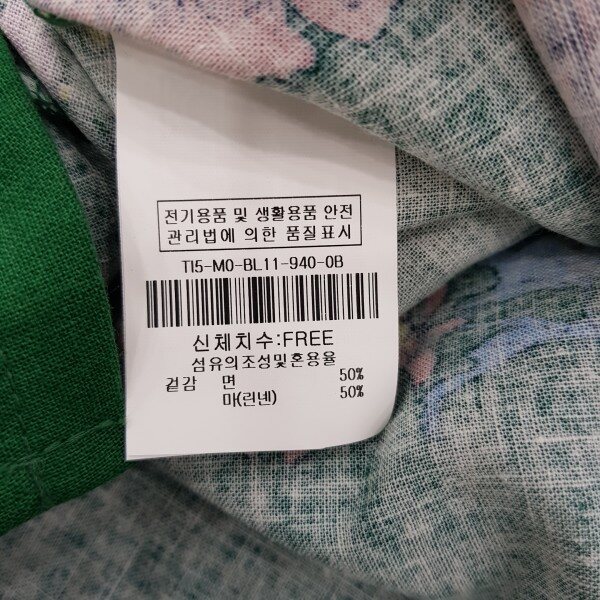 전기용품 및 생활용품 안전
관리법에 의한 품질표시
TI5-MO-BL11-940-0B
신체치수:FREE
섬유의조성및혼용율
겉감 면 50%
마(린넨) 50%